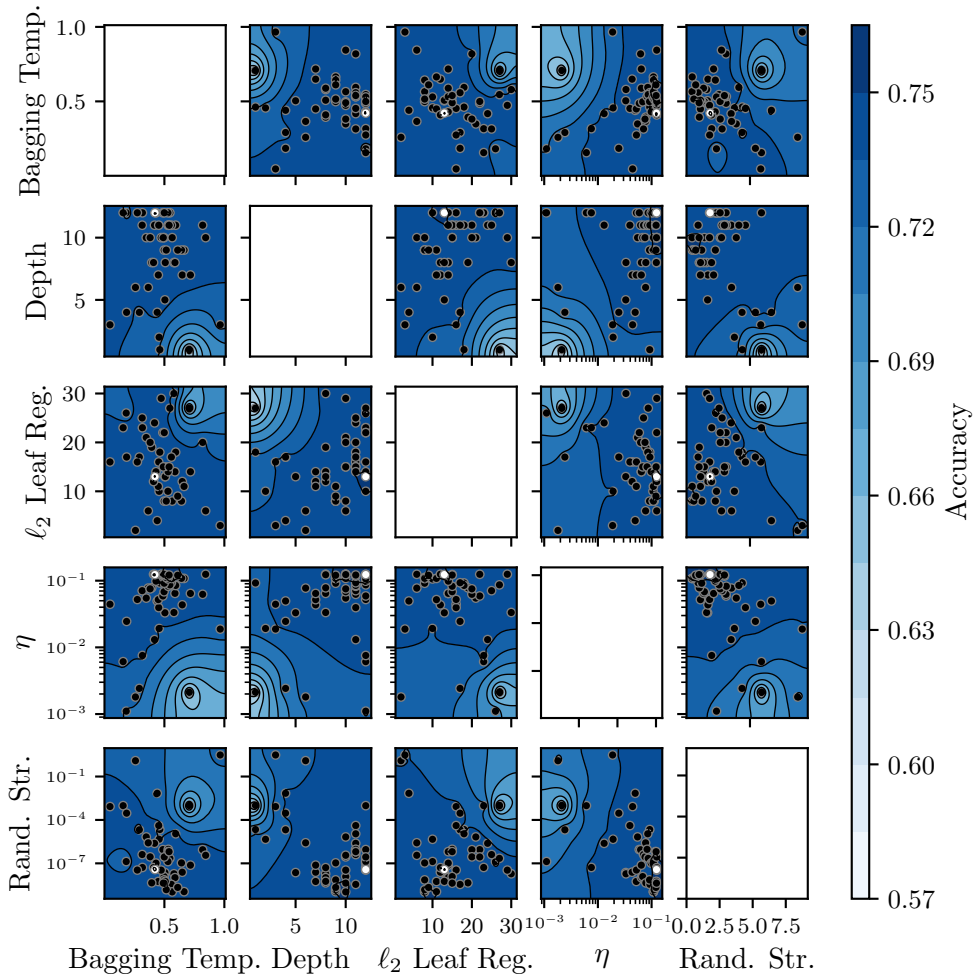 Bagging Temp.
1.0
0.5
Depth
10
5
ℓ₂ Leaf Reg.
30
20
10
η
10⁻¹
10⁻²
10⁻³
Rand. Str.
10⁻¹
10⁻⁴
10⁻⁷
0.5 1.0
5 10
10 20 30
10⁻³ 10⁻² 10⁻¹
0.0 2.5 5.0 7.5
Bagging Temp. Depth ℓ₂ Leaf Reg. η Rand. Str.
0.75
0.72
0.69
0.66
0.63
0.60
0.57
Accuracy